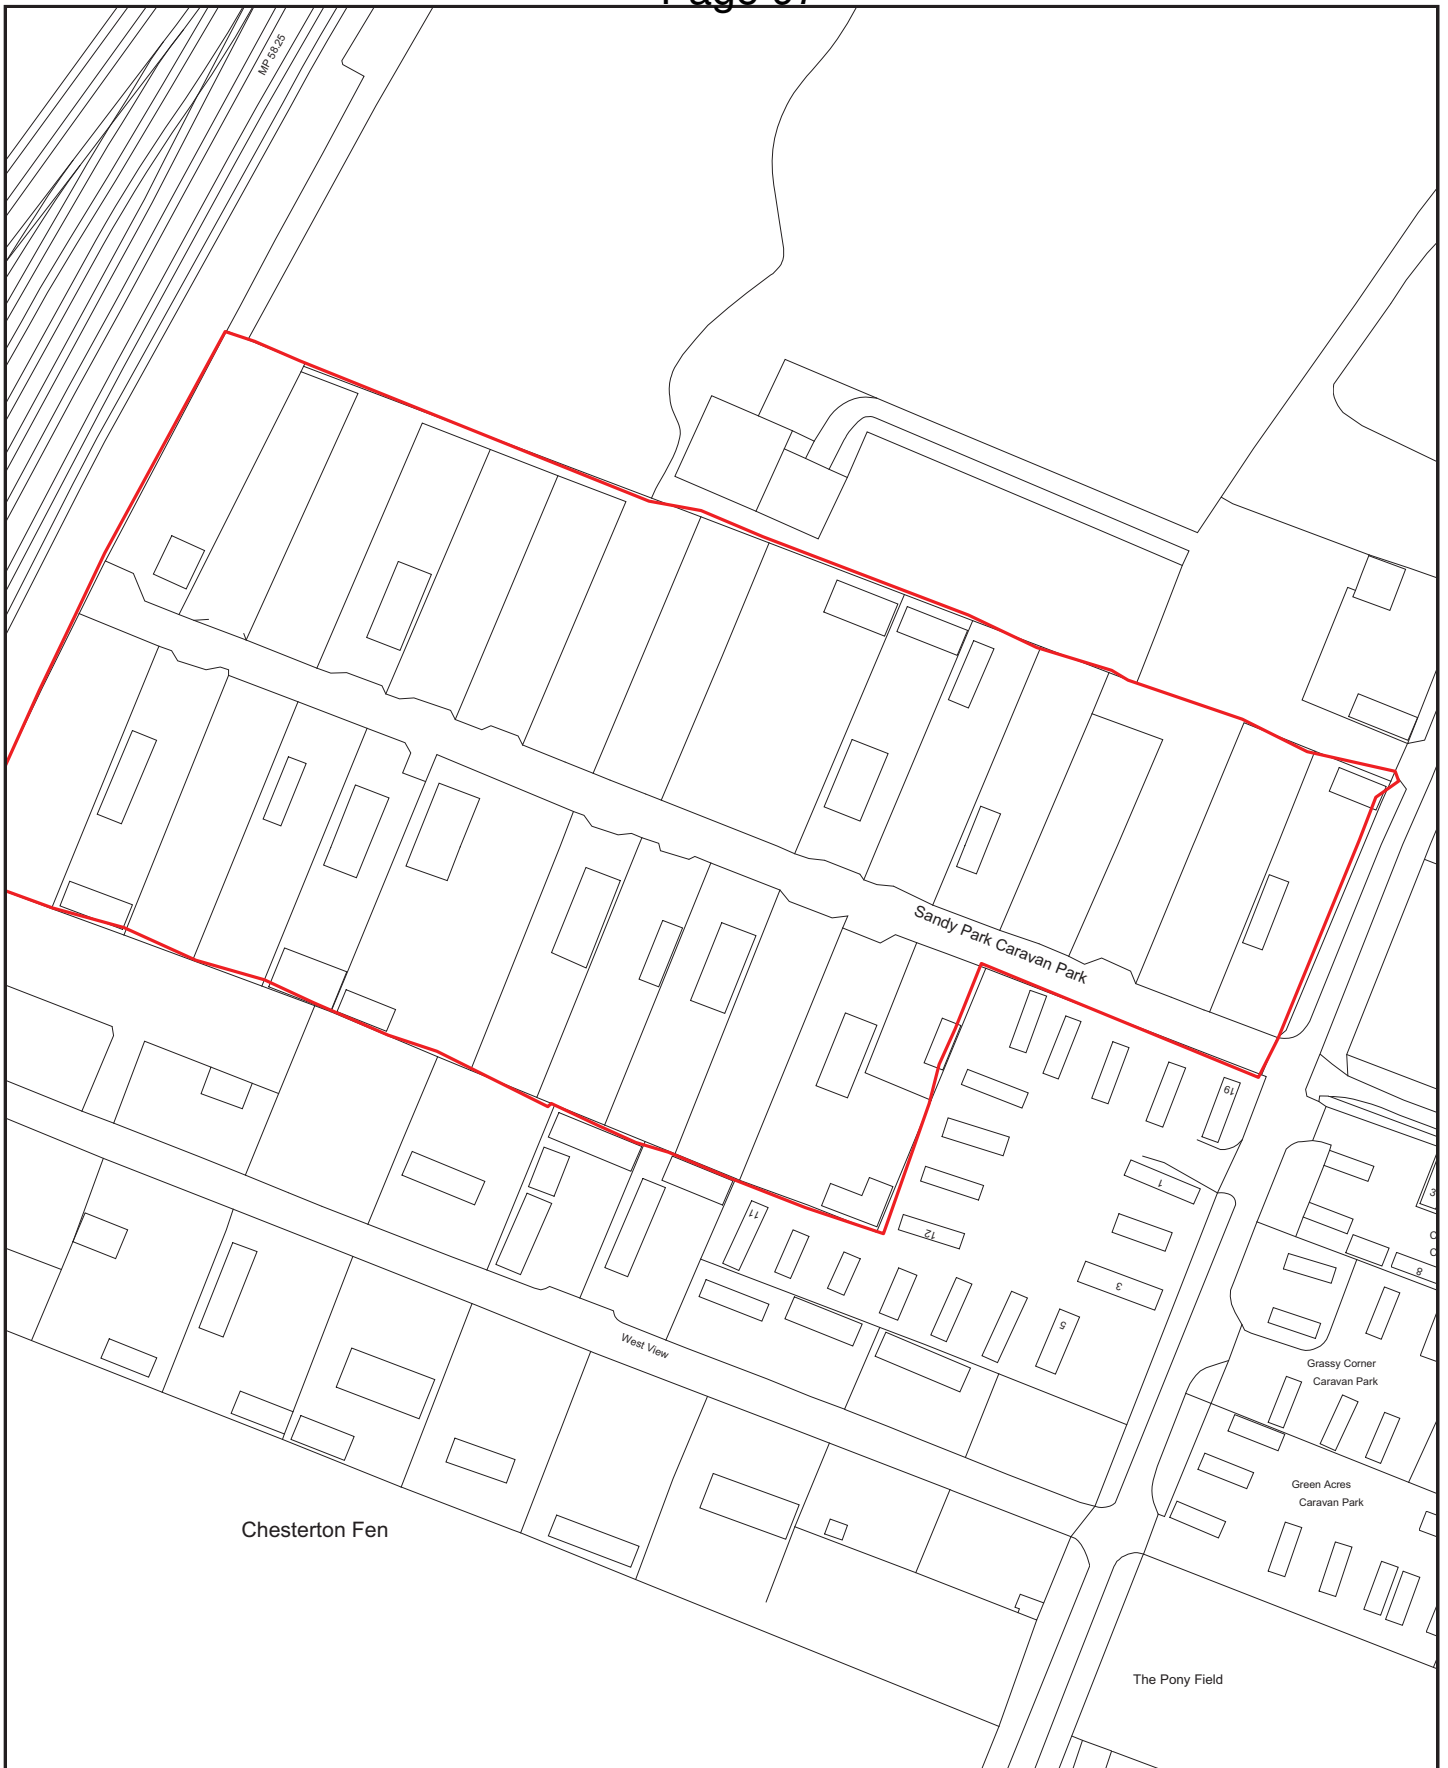 MP 58.25
Sandy Park Caravan Park
19
1
11
12
3
8
5
West View
Grassy Corner
Caravan Park
Green Acres
Caravan Park
Chesterton Fen
The Pony Field